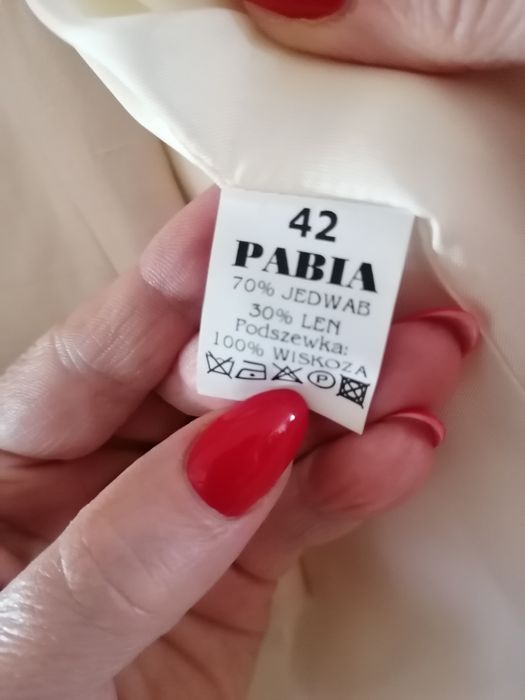 42
PABIA
70% JEDWAB
30% LEN
Podszewka:
100% WISKOZA
P